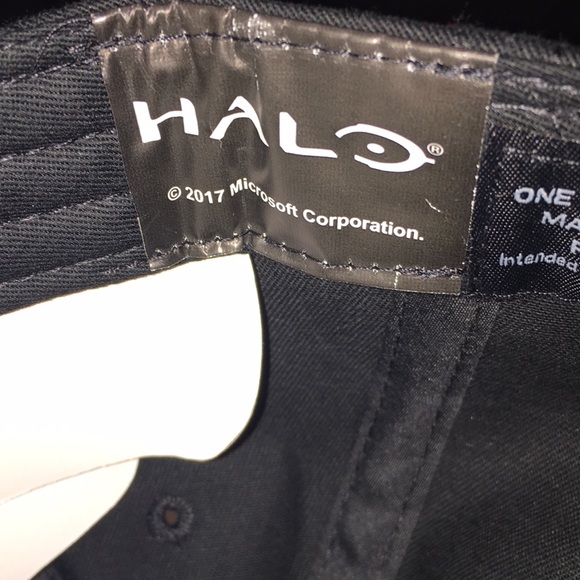 HALO®
© 2017 Microsoft Corporation.
ONE
MA
Intended